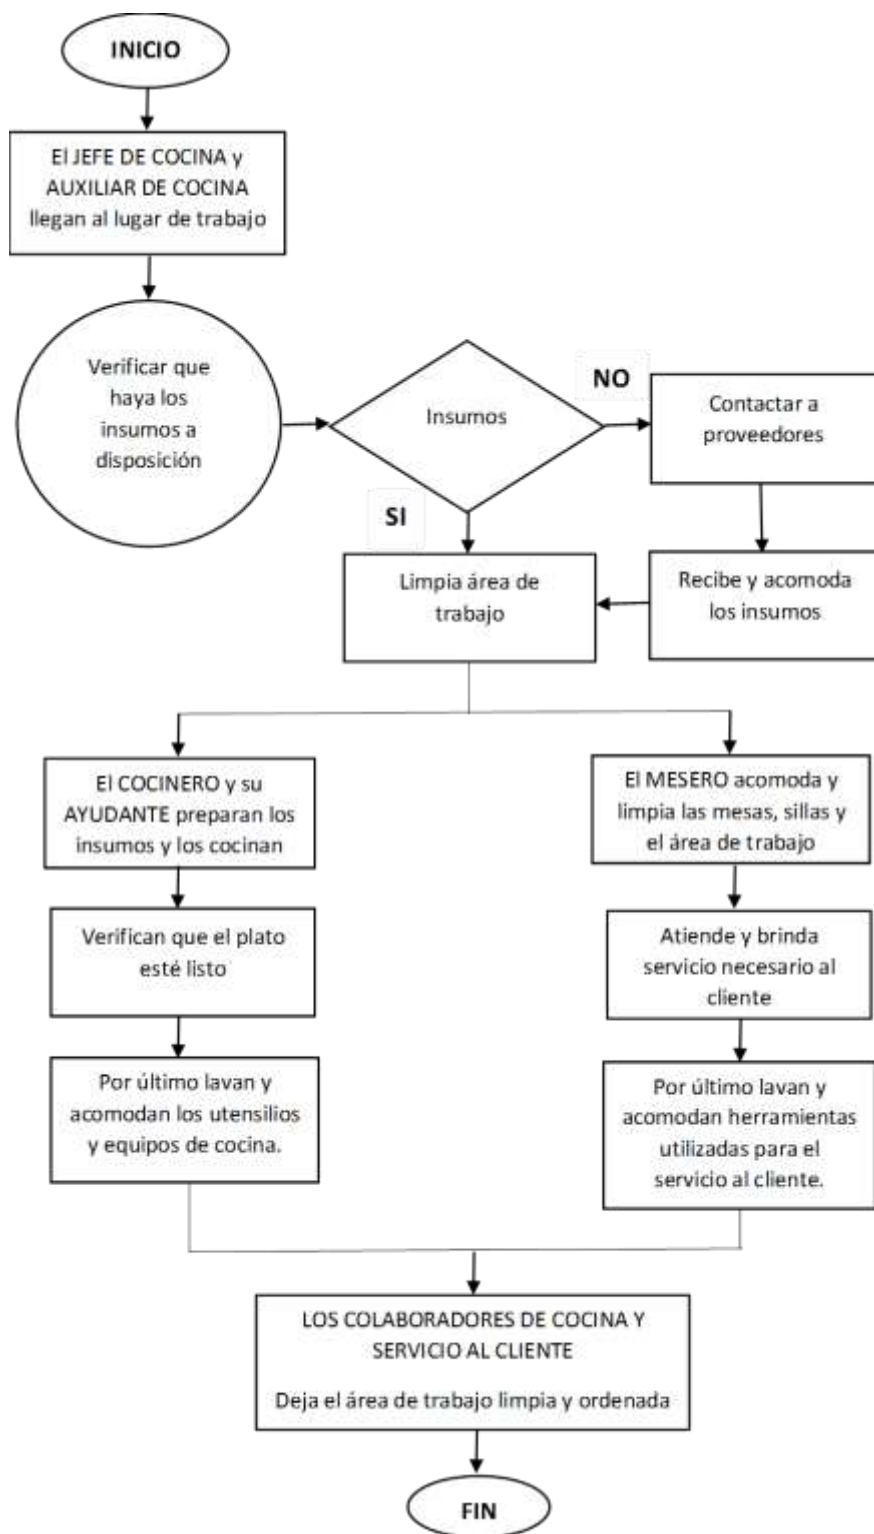 INICIO
El JEFE DE COCINA y
AUXILIAR DE COCINA
llegan al lugar de trabajo
Verificar que
haya los
insumos a
disposición
Insumos
NO
Contactar a
proveedores
SI
Limpia área de
trabajo
Recibe y acomoda
los insumos
El COCINERO y su
AYUDANTE preparan los
insumos y los cocinan
El MESERO acomoda y
limpia las mesas, sillas y
el área de trabajo
Verifican que el plato
esté listo
Atiende y brinda
servicio necesario al
cliente
Por último lavan y
acomodan los utensilios
y equipos de cocina.
Por último lavan y
acomodan herramientas
utilizadas para el
servicio al cliente.
LOS COLABORADORES DE COCINA Y
SERVICIO AL CLIENTE
Deja el área de trabajo limpia y ordenada
FIN